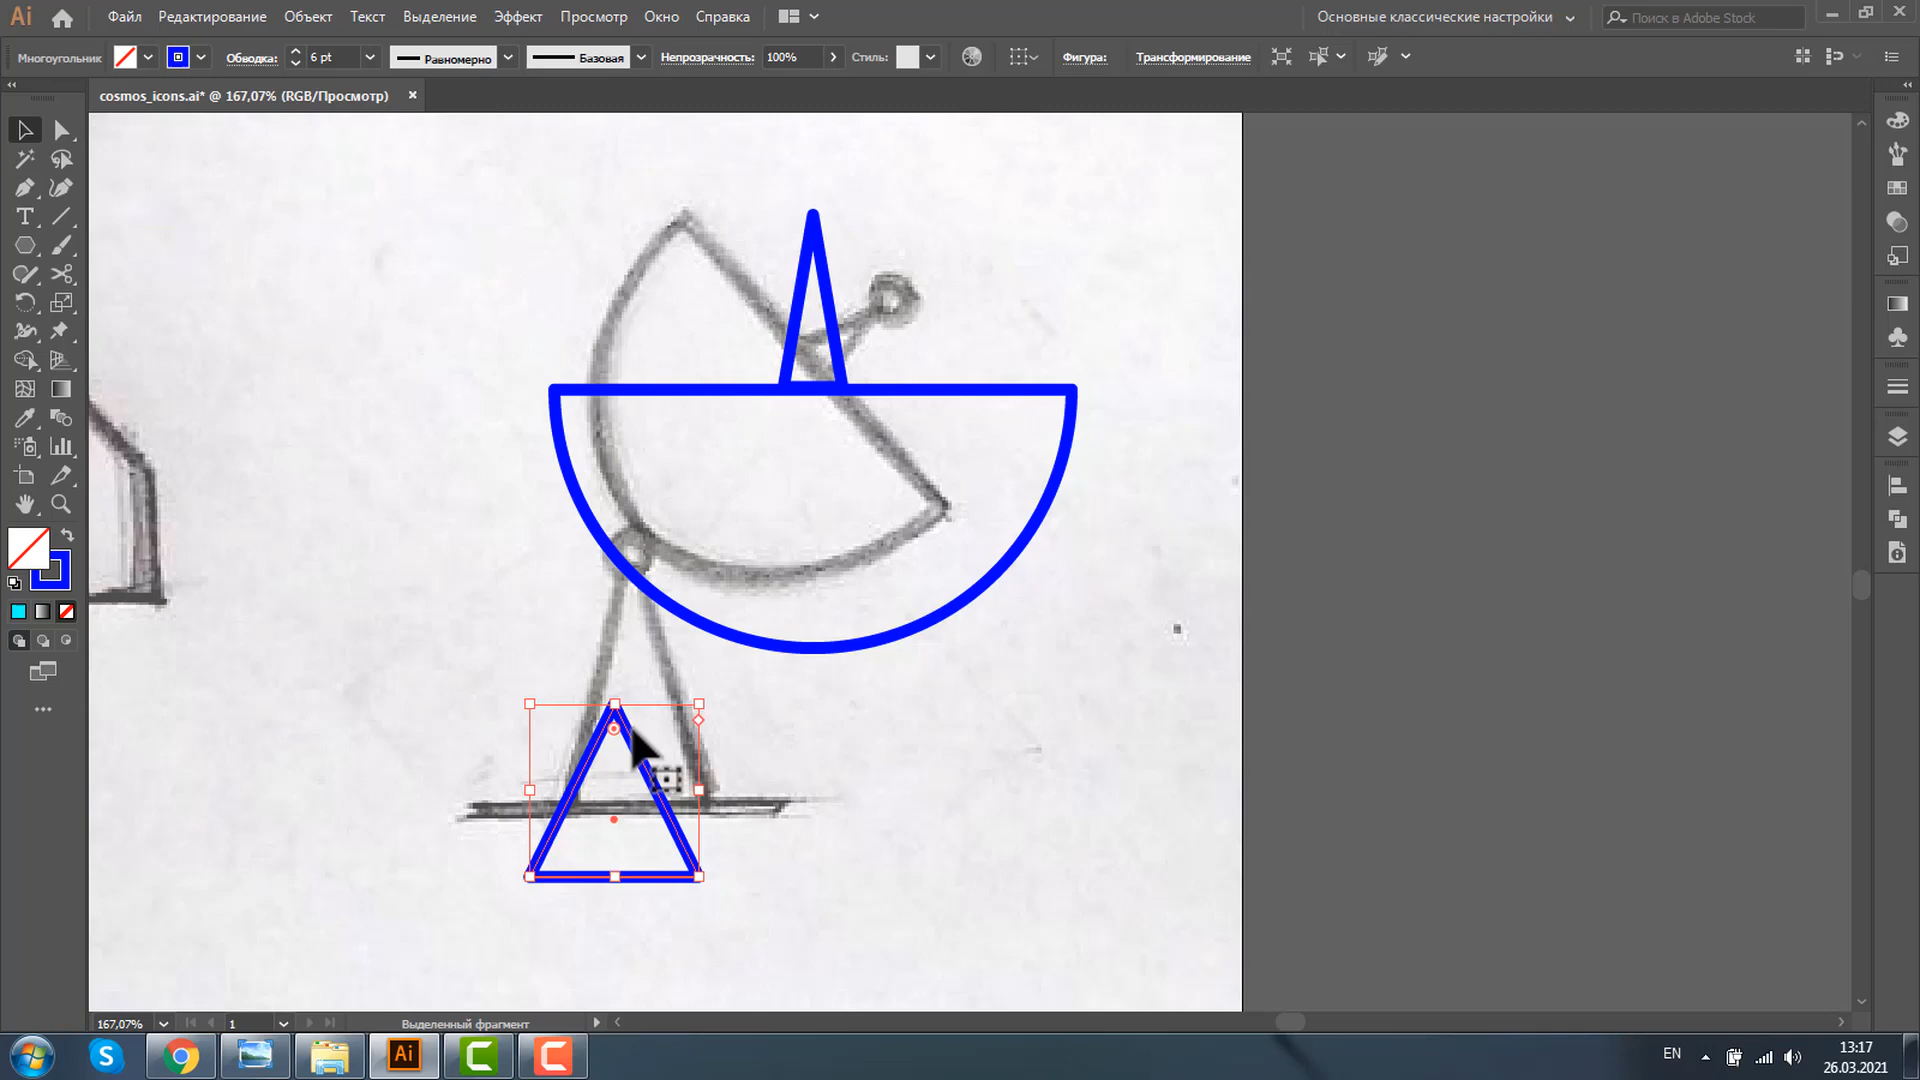 Ai Файл Редактирование Объект Текст Выделение Эффект Просмотр Окно Справка Основные классические настройки Поиск в Adobe Stock
Многоугольник Обводка: 6 pt Равномерно Базовая Непрозрачность: 100% Стиль: Фигура: Трансформирование
cosmos_icons.ai* @ 167,07% (RGB/Просмотр) ×
T
167,07% 1 Выделенный фрагмент
S Ai C C EN 13:17
26.03.2021